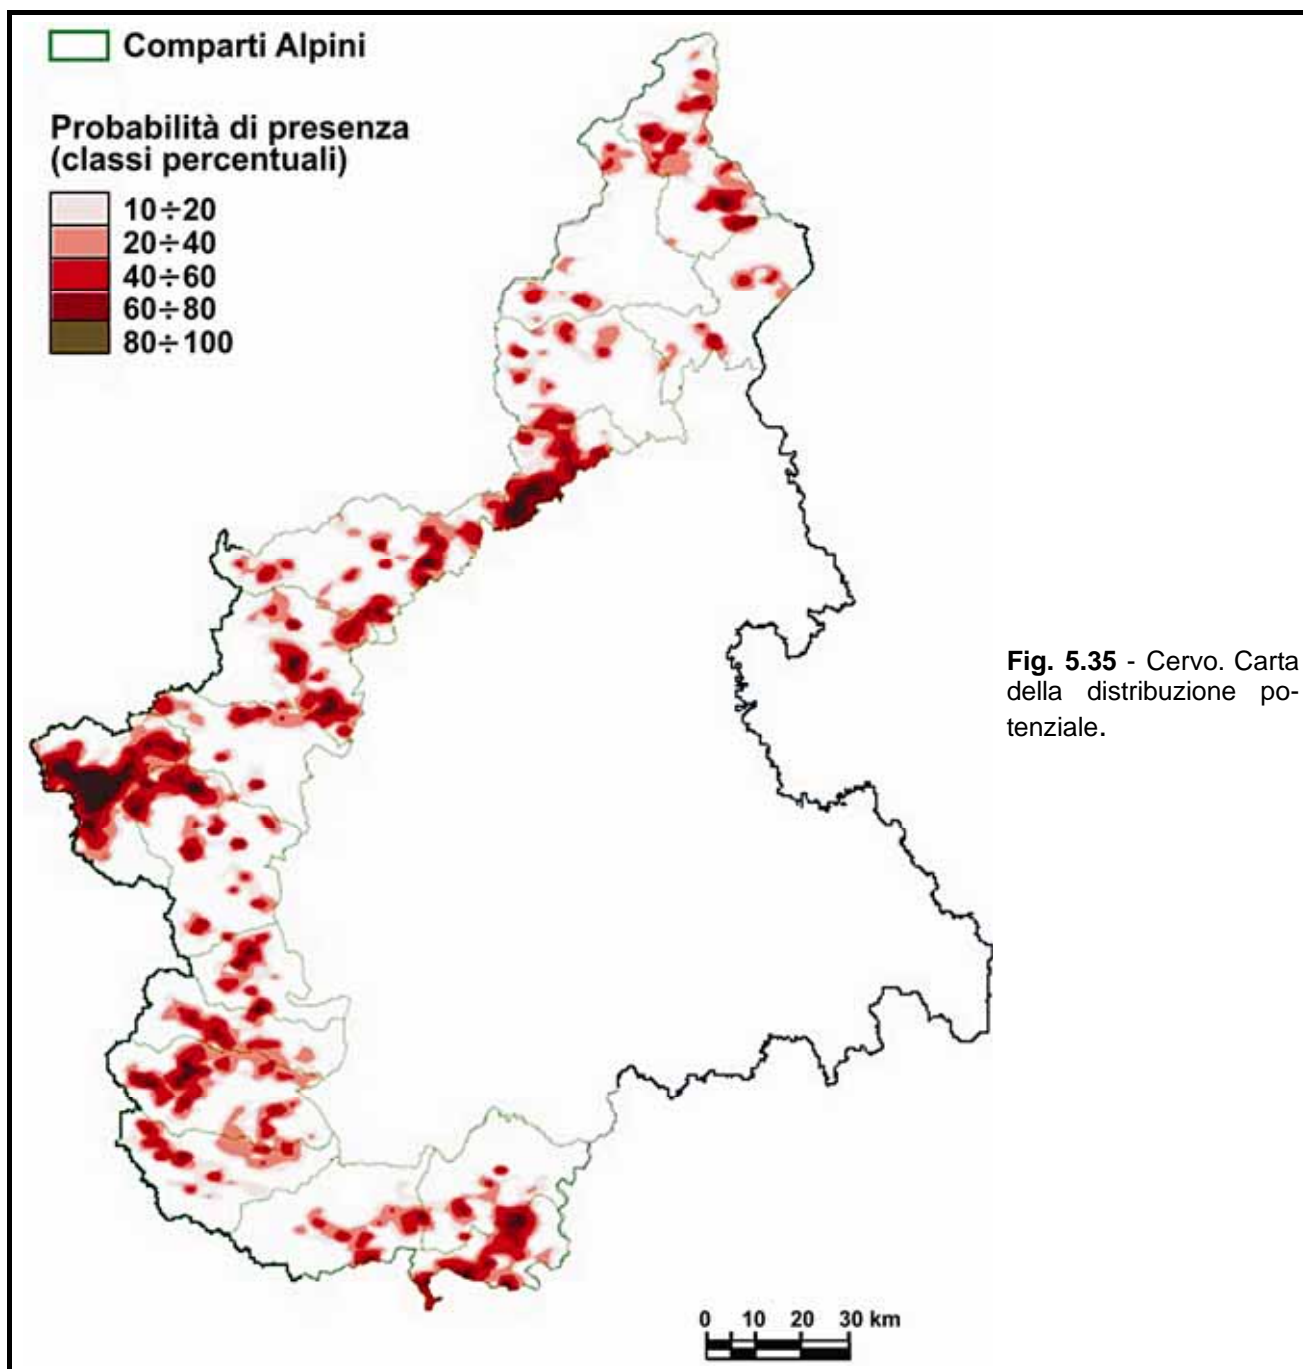 Comparti Alpini
Probabilità di presenza
(classi percentuali)
10÷20
20÷40
40÷60
60÷80
80÷100
Fig. 5.35 - Cervo. Carta
della distribuzione po-
tenziale.
0 10 20 30 km